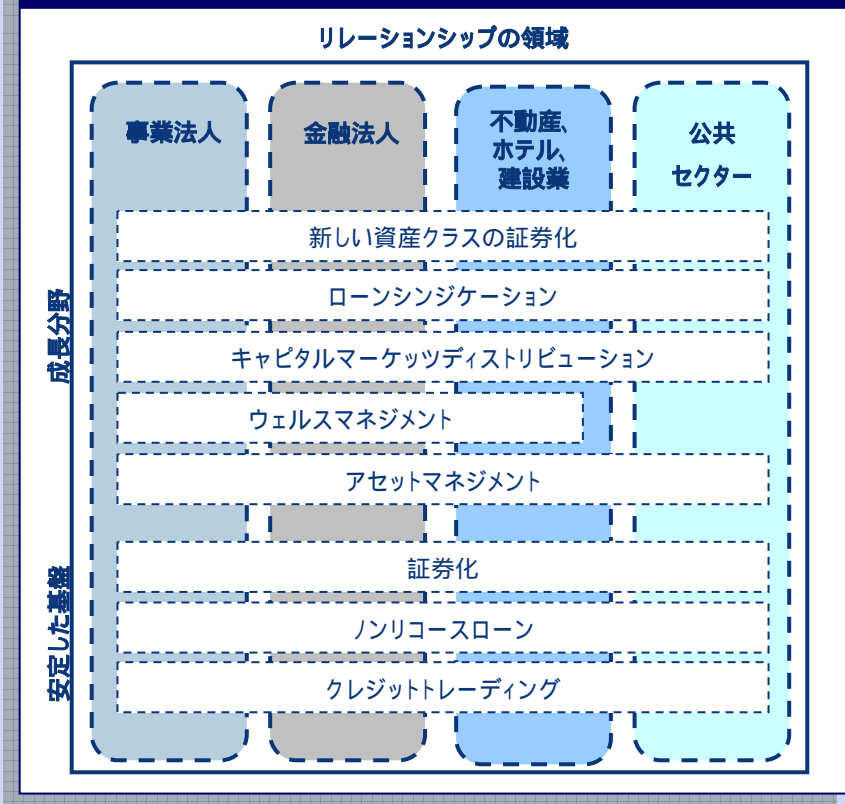 リレーションシップの領域
事業法人
金融法人
不動産、
ホテル、
建設業
公共
セクター
成長分野
新しい資産クラスの証券化
ローンシンジケーション
キャピタルマーケッツディストリビューション
ウェルスマネジメント
アセットマネジメント
安定した基盤
証券化
ノンリコースローン
クレジットトレーディング